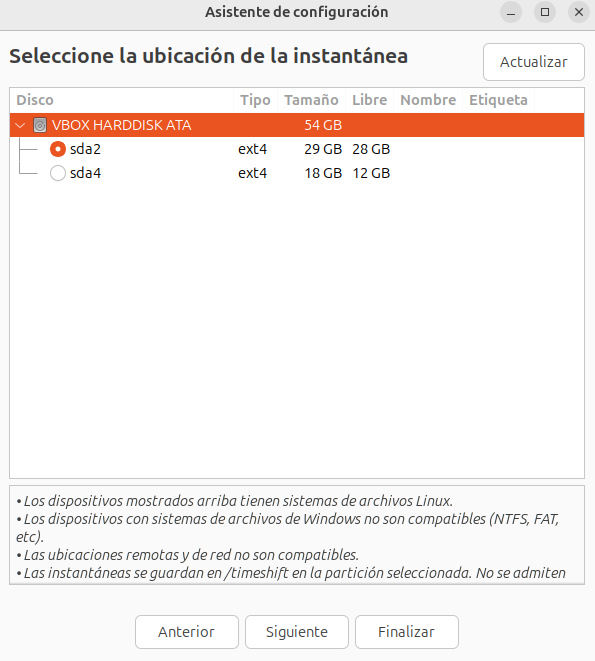 Asistente de configuración
Seleccione la ubicación de la instantánea
Actualizar
Disco Tipo Tamaño Libre Nombre Etiqueta
VBOX HARDDISK ATA 54 GB
sda2 ext4 29 GB 28 GB
sda4 ext4 18 GB 12 GB
• Los dispositivos mostrados arriba tienen sistemas de archivos Linux.
• Los dispositivos con sistemas de archivos de Windows no son compatibles (NTFS, FAT,
etc).
• Las ubicaciones remotas y de red no son compatibles.
• Las instantáneas se guardan en /timeshift en la partición seleccionada. No se admiten
Anterior Siguiente Finalizar